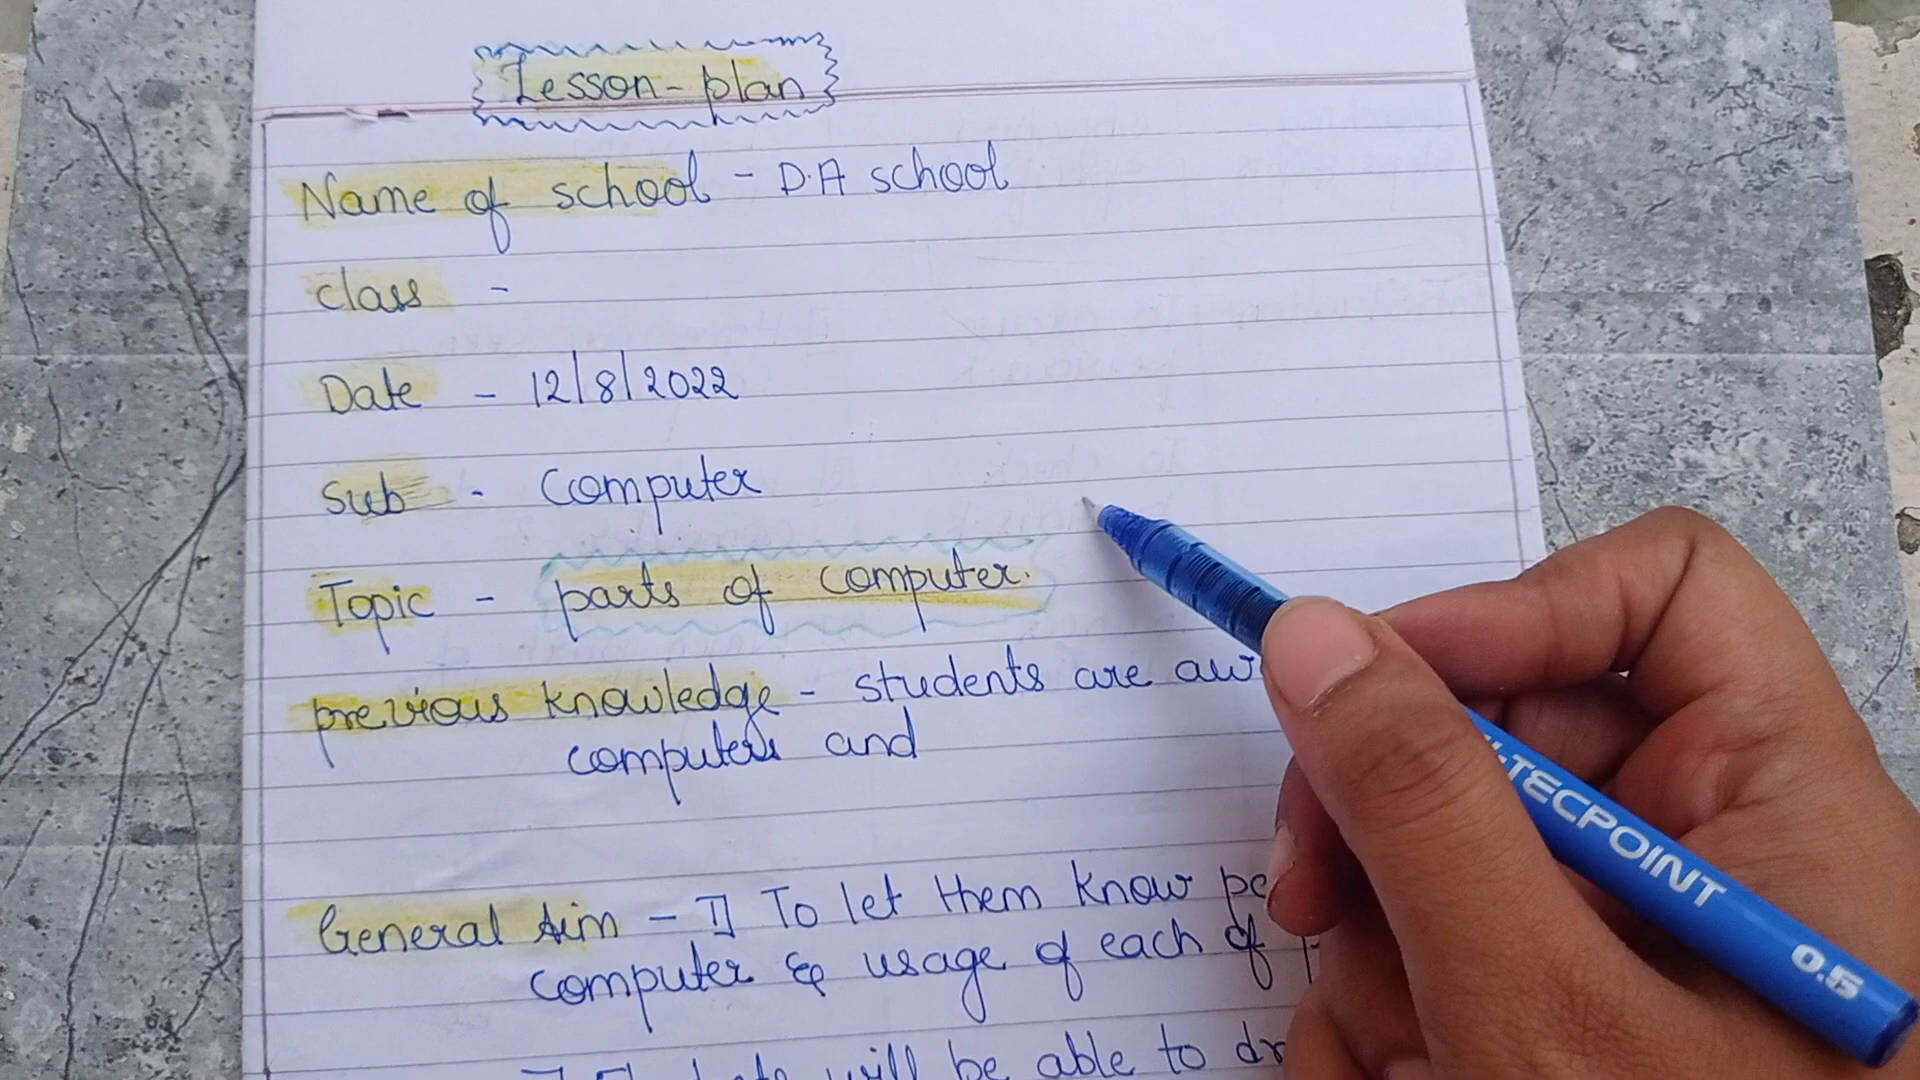 Lesson-plan
Name of school - D.A school
class -
Date - 12/8/2022
Sub - Computer
Topic - parts of computer.
previous knowledge - students are
computers and
General Aim - 1] To let them know
computer & usage of each of
will be able to
TECPOINT 0.5